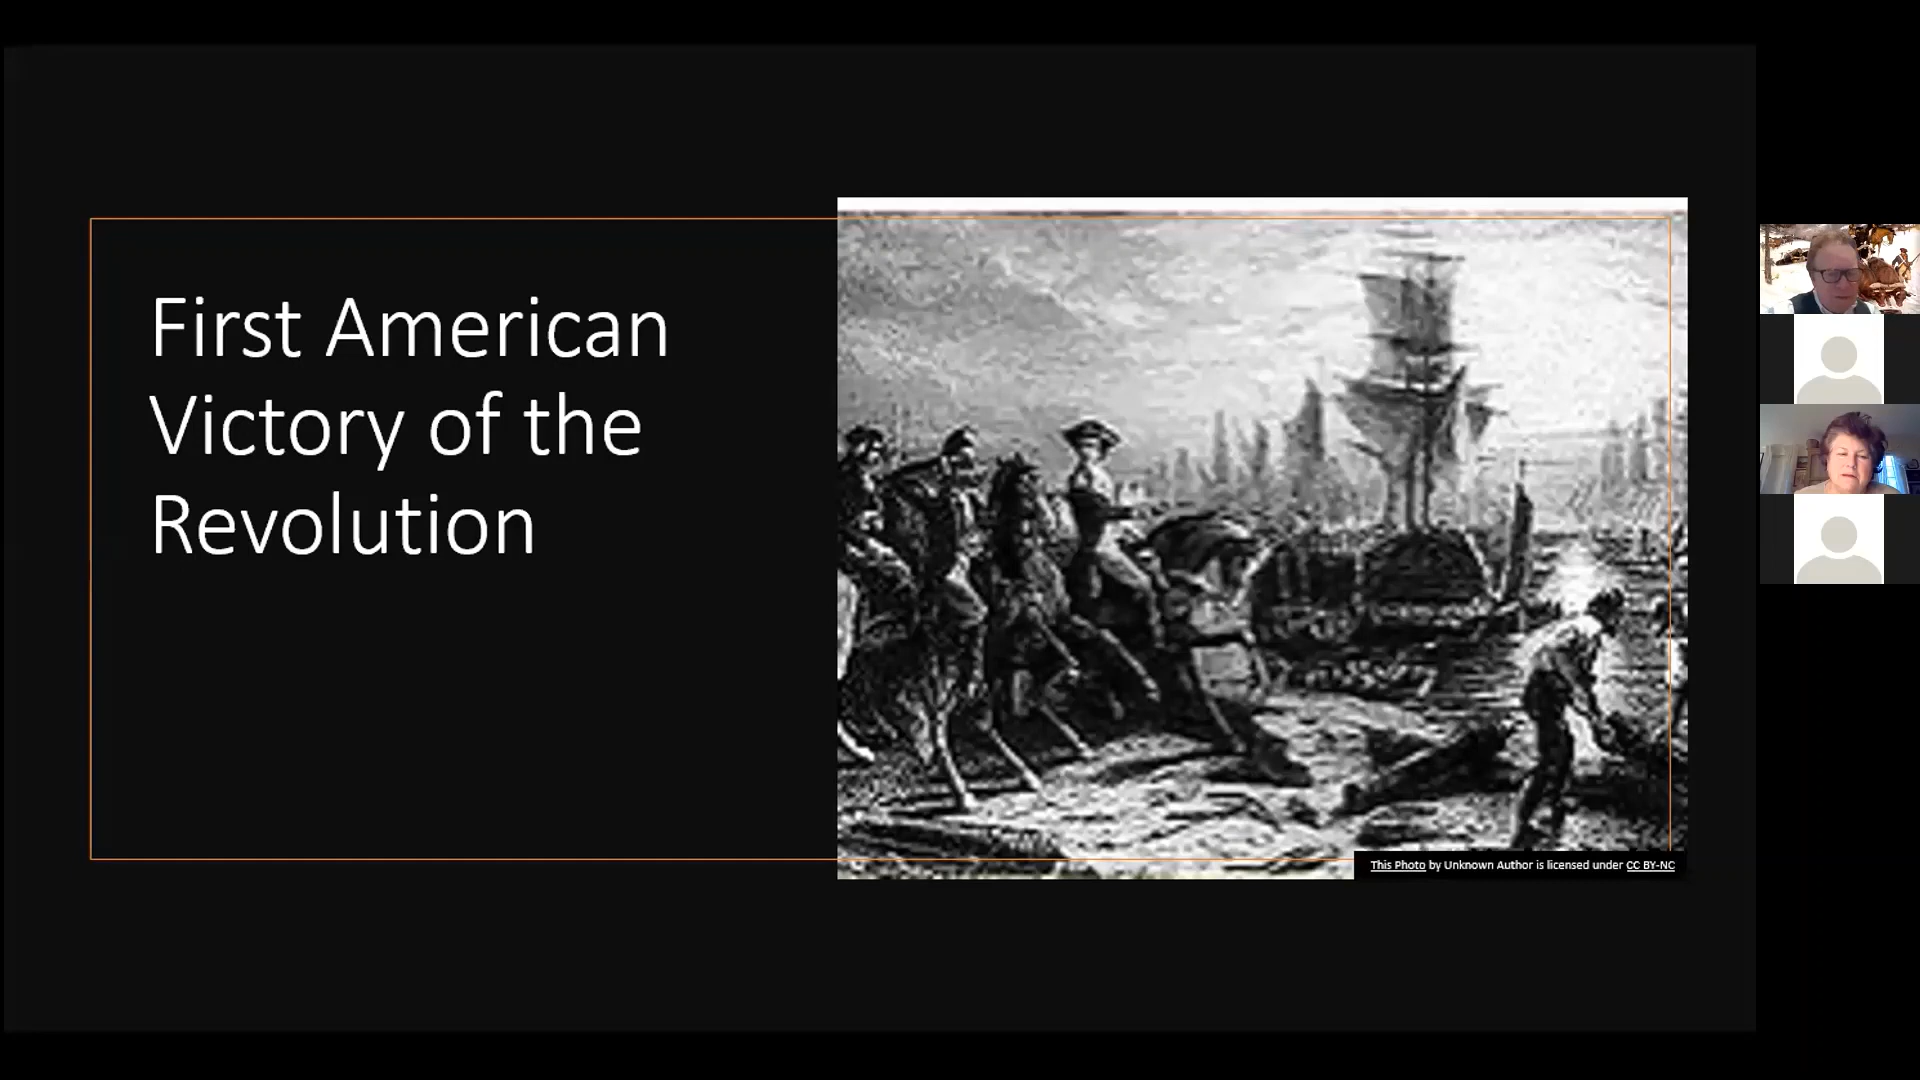 First American
Victory of the
Revolution
This Photo by Unknown Author is licensed under CC BY-NC